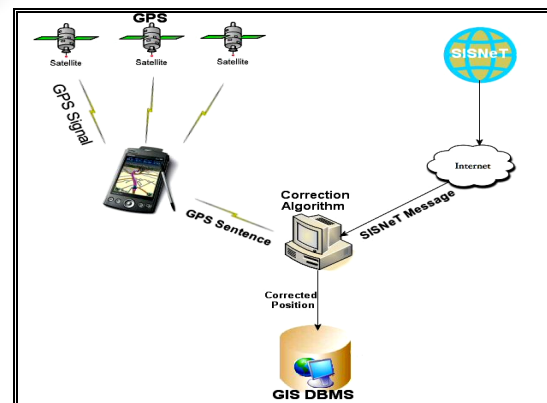 GPS
Satellite
Satellite
Satellite
GPS Signal
SISNeT
Internet
Correction
Algorithm
SISNeT Message
GPS Sentence
Corrected
Position
GIS DBMS